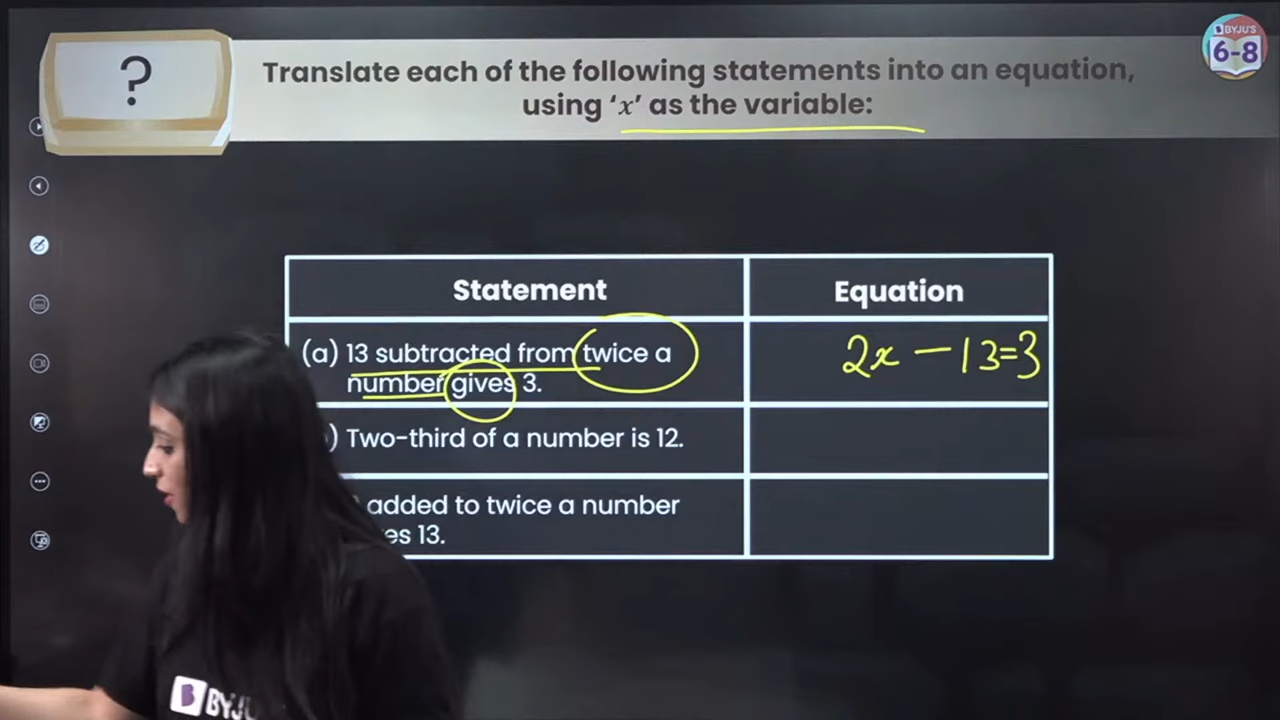 ?
Translate each of the following statements into an equation,
using ‘x’ as the variable:
BYJU'S
6-8
Statement
Equation
(a) 13 subtracted from twice a
number gives 3.
2x - 13=3
) Two-third of a number is 12.
added to twice a number
es 13.
B BYJU